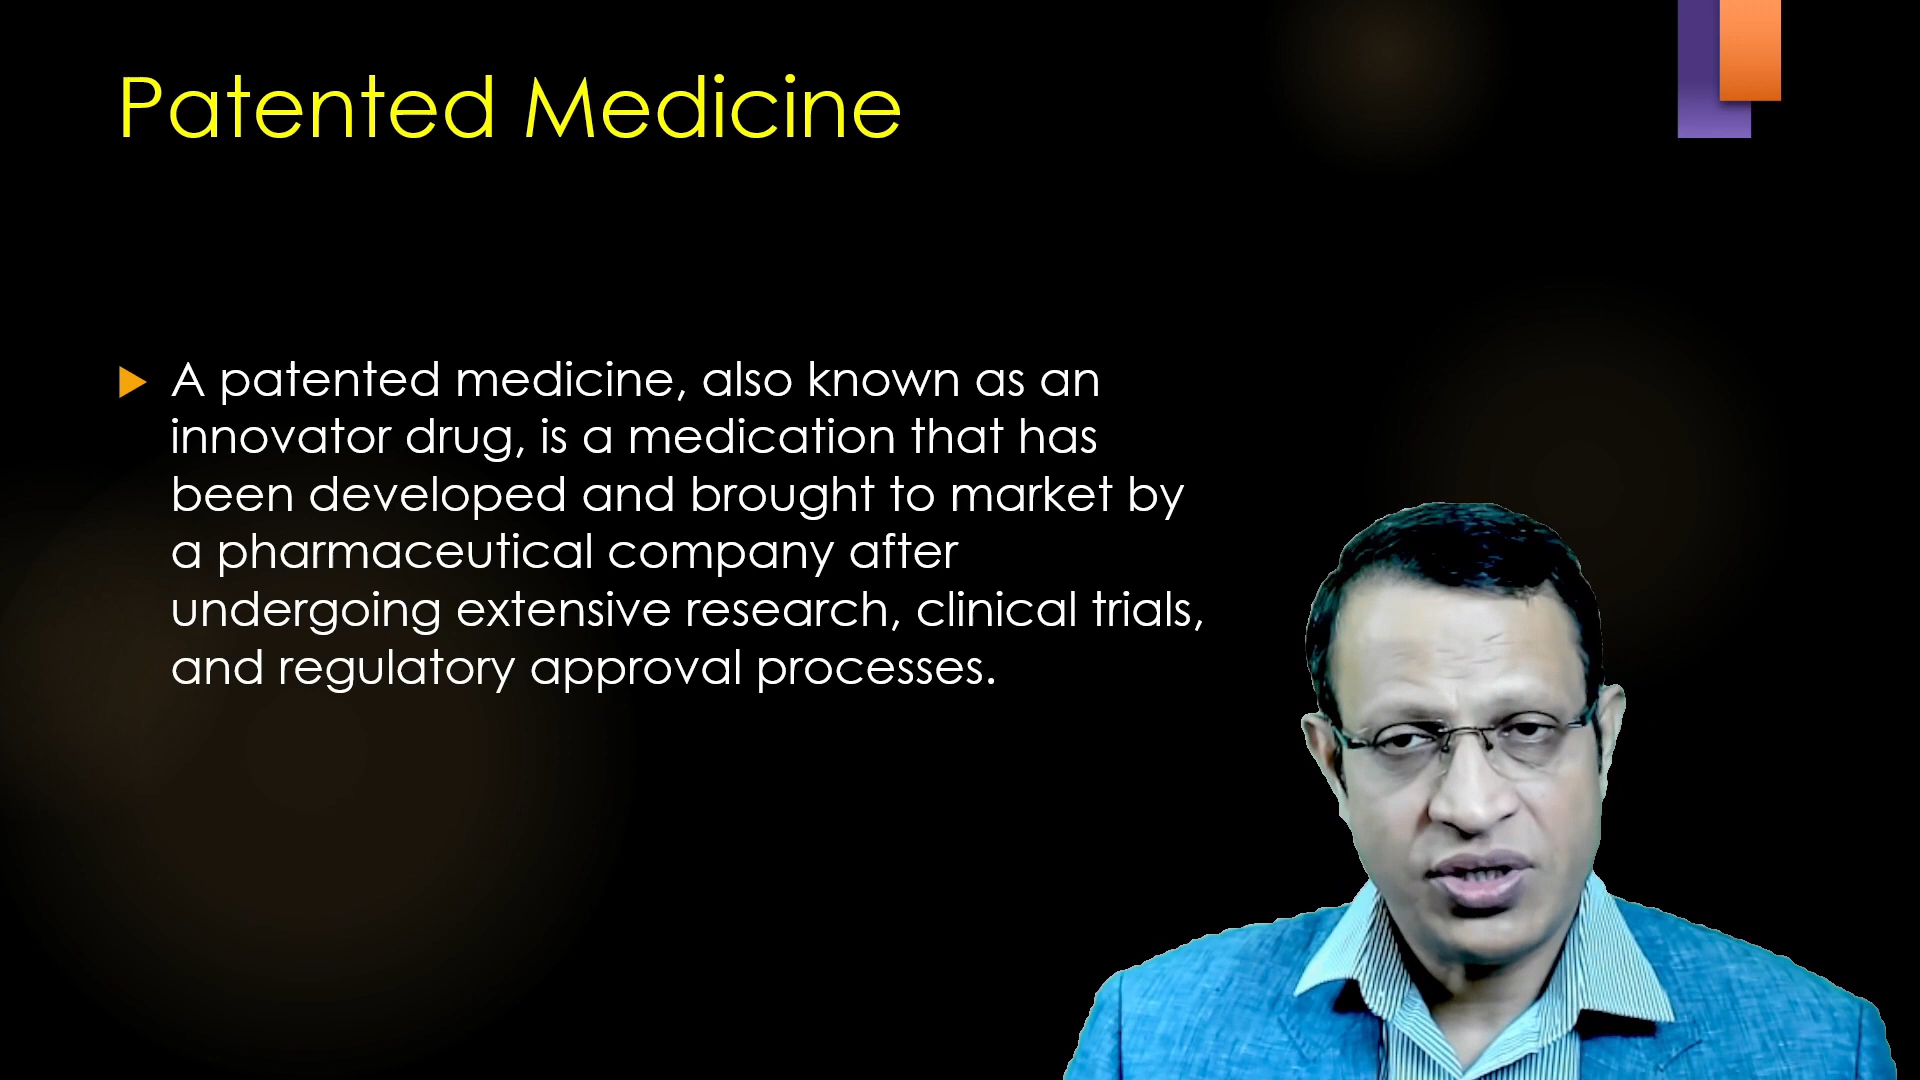 Patented Medicine
A patented medicine, also known as an
innovator drug, is a medication that has
been developed and brought to market by
a pharmaceutical company after
undergoing extensive research, clinical trials,
and regulatory approval processes.